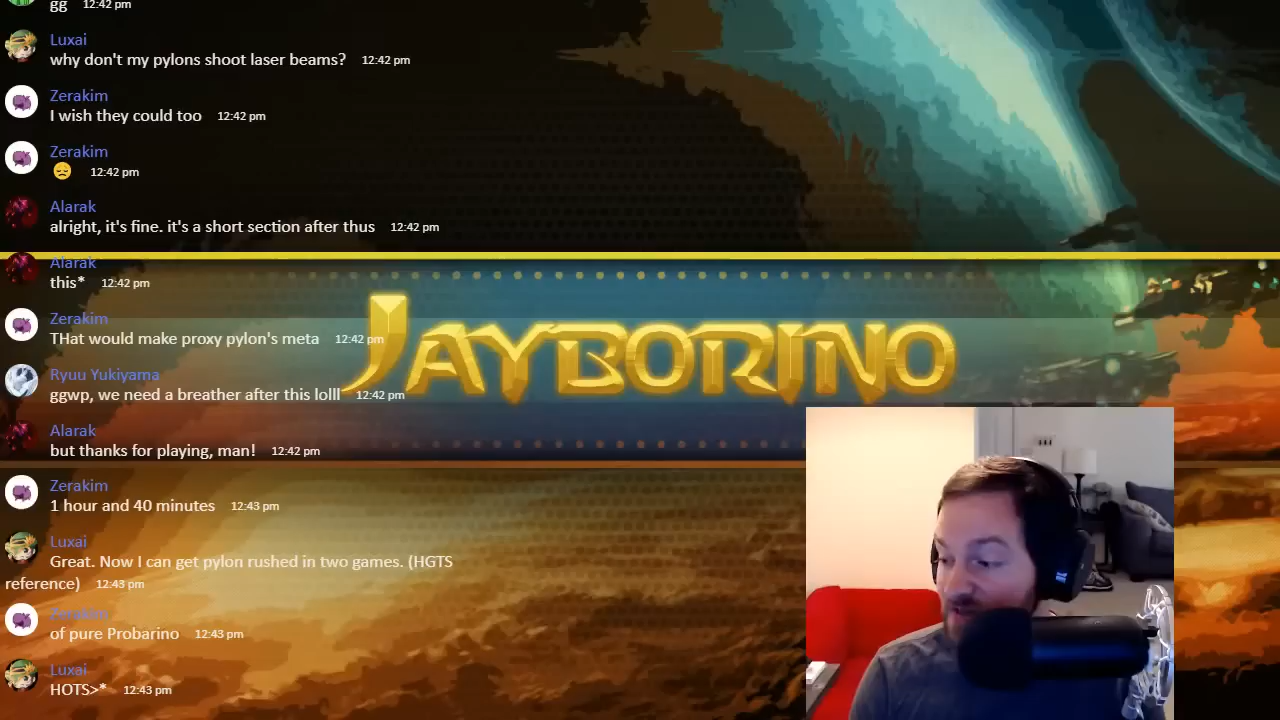 gg 12:42 pm
Luxai
why don't my pylons shoot laser beams? 12:42 pm
Zerakim
I wish they could too 12:42 pm
Zerakim
😞 12:42 pm
Alarak
alright, it's fine. it's a short section after thus 12:42 pm
Alarak
this* 12:42 pm
Zerakim
THat would make proxy pylon's meta 12:42 pm
JAYBORINO
Ryuu Yukiyama
ggwp, we need a breather after this lolll 12:42 pm
Alarak
but thanks for playing, man! 12:42 pm
Zerakim
1 hour and 40 minutes 12:43 pm
Luxai
Great. Now I can get pylon rushed in two games. (HGTS
reference) 12:43 pm
Zerakim
of pure Probarino 12:43 pm
Luxai
HOTS>* 12:43 pm